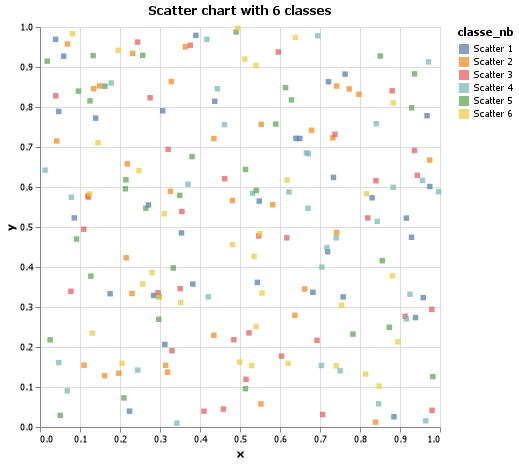 Scatter chart with 6 classes
classe_nb
Scatter 1
Scatter 2
Scatter 3
Scatter 4
Scatter 5
Scatter 6
y
1.0
0.9
0.8
0.7
0.6
0.5
0.4
0.3
0.2
0.1
0.0
0.0 0.1 0.2 0.3 0.4 0.5 0.6 0.7 0.8 0.9 1.0
x